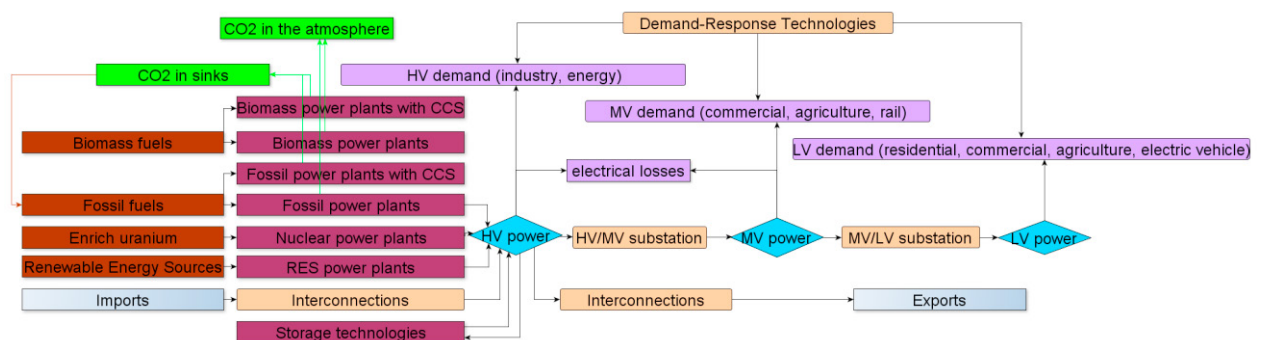 CO2 in the atmosphere
Demand-Response Technologies
CO2 in sinks
HV demand (industry, energy)
Biomass power plants with CCS
MV demand (commercial, agriculture, rail)
Biomass fuels
Biomass power plants
LV demand (residential, commercial, agriculture, electric vehicle)
Fossil power plants with CCS
electrical losses
Fossil fuels
Fossil power plants
Enrich uranium
Nuclear power plants
HV power
HV/MV substation
MV power
MV/LV substation
LV power
Renewable Energy Sources
RES power plants
Imports
Interconnections
Interconnections
Exports
Storage technologies